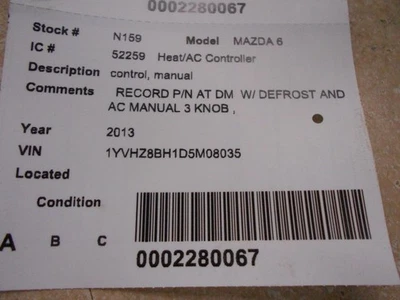 0002280067
Stock # N159 Model MAZDA 6
IC # 52259 Heat/AC Controller
Description control, manual
Comments RECORD P/N AT DM W/ DEFROST AND
AC MANUAL 3 KNOB ,
Year 2013
VIN 1YVHZ8BH1D5M08035
Located
Condition
A B C
0002280067